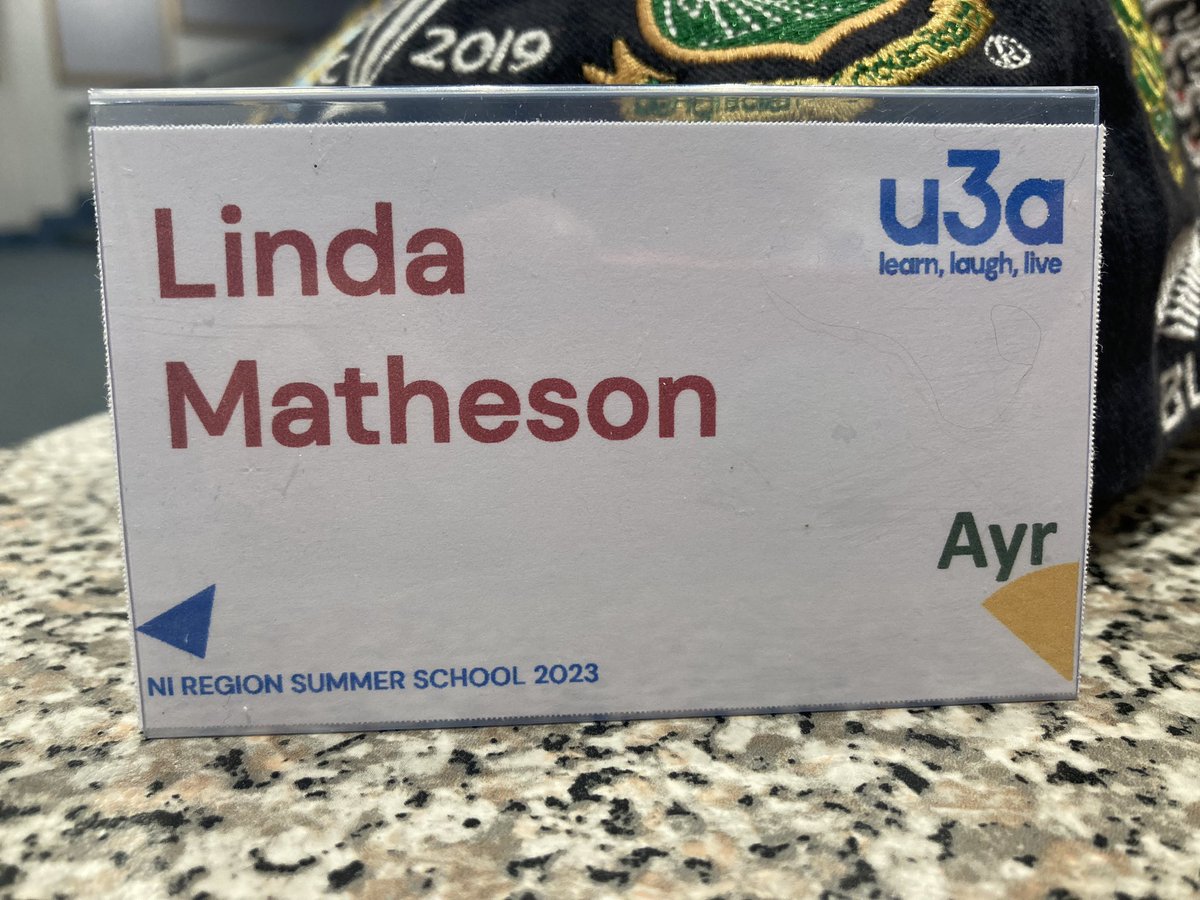 2019
Linda
Matheson
u3a
learn, laugh, live
Ayr
NI REGION SUMMER SCHOOL 2023